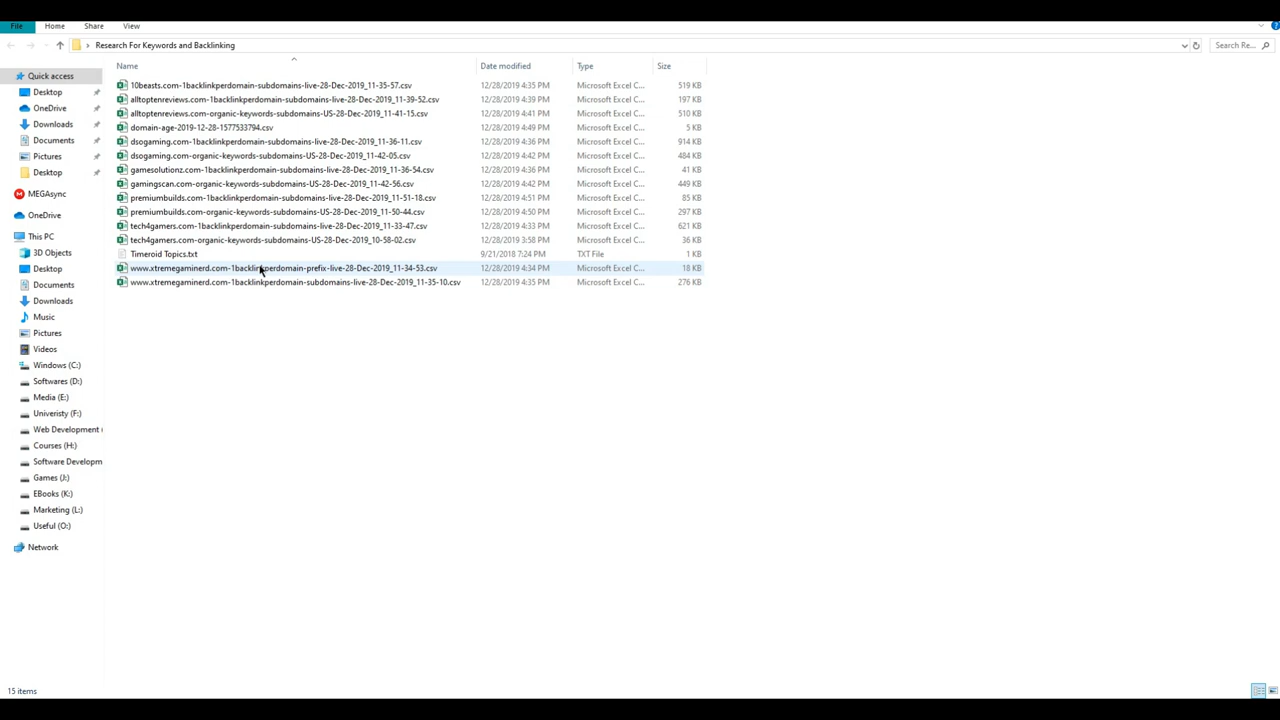 File Home Share View
Research For Keywords and Backlinking Search Re...
Name Date modified Type Size
Quick access
Desktop
OneDrive
Downloads
Documents
Pictures
Desktop
MEGAsync
OneDrive
This PC
3D Objects
Desktop
Documents
Downloads
Music
Pictures
Videos
Windows (C:)
Softwares (D:)
Media (E:)
Univeristy (F:)
Web Development (
Courses (H:)
Software Developm
Games (J:)
EBooks (K:)
Marketing (L:)
Useful (O:)
Network
10beasts.com-1backlinkperdomain-subdomains-live-28-Dec-2019_11-35-57.csv 12/28/2019 4:35 PM Microsoft Excel C... 519 KB
alltoptenreviews.com-1backlinkperdomain-subdomains-live-28-Dec-2019_11-39-52.csv 12/28/2019 4:39 PM Microsoft Excel C... 197 KB
alltoptenreviews.com-organic-keywords-subdomains-US-28-Dec-2019_11-41-15.csv 12/28/2019 4:41 PM Microsoft Excel C... 510 KB
domain-age-2019-12-28-1577533794.csv 12/28/2019 4:49 PM Microsoft Excel C... 5 KB
dsogaming.com-1backlinkperdomain-subdomains-live-28-Dec-2019_11-36-11.csv 12/28/2019 4:36 PM Microsoft Excel C... 914 KB
dsogaming.com-organic-keywords-subdomains-US-28-Dec-2019_11-42-05.csv 12/28/2019 4:42 PM Microsoft Excel C... 484 KB
gamesolutionz.com-1backlinkperdomain-subdomains-live-28-Dec-2019_11-36-54.csv 12/28/2019 4:36 PM Microsoft Excel C... 41 KB
gamingscan.com-organic-keywords-subdomains-US-28-Dec-2019_11-42-56.csv 12/28/2019 4:42 PM Microsoft Excel C... 449 KB
premiumbuilds.com-1backlinkperdomain-subdomains-live-28-Dec-2019_11-51-18.csv 12/28/2019 4:51 PM Microsoft Excel C... 85 KB
premiumbuilds.com-organic-keywords-subdomains-US-28-Dec-2019_11-50-44.csv 12/28/2019 4:50 PM Microsoft Excel C... 297 KB
tech4gamers.com-1backlinkperdomain-subdomains-live-28-Dec-2019_11-33-47.csv 12/28/2019 4:33 PM Microsoft Excel C... 621 KB
tech4gamers.com-organic-keywords-subdomains-US-28-Dec-2019_10-58-02.csv 12/28/2019 3:58 PM Microsoft Excel C... 36 KB
Timeroid Topics.txt 9/21/2018 7:24 PM TXT File 1 KB
www.xtremegaminerd.com-1backlinkperdomain-prefix-live-28-Dec-2019_11-34-53.csv 12/28/2019 4:34 PM Microsoft Excel C... 18 KB
www.xtremegaminerd.com-1backlinkperdomain-subdomains-live-28-Dec-2019_11-35-10.csv 12/28/2019 4:35 PM Microsoft Excel C... 276 KB
15 items